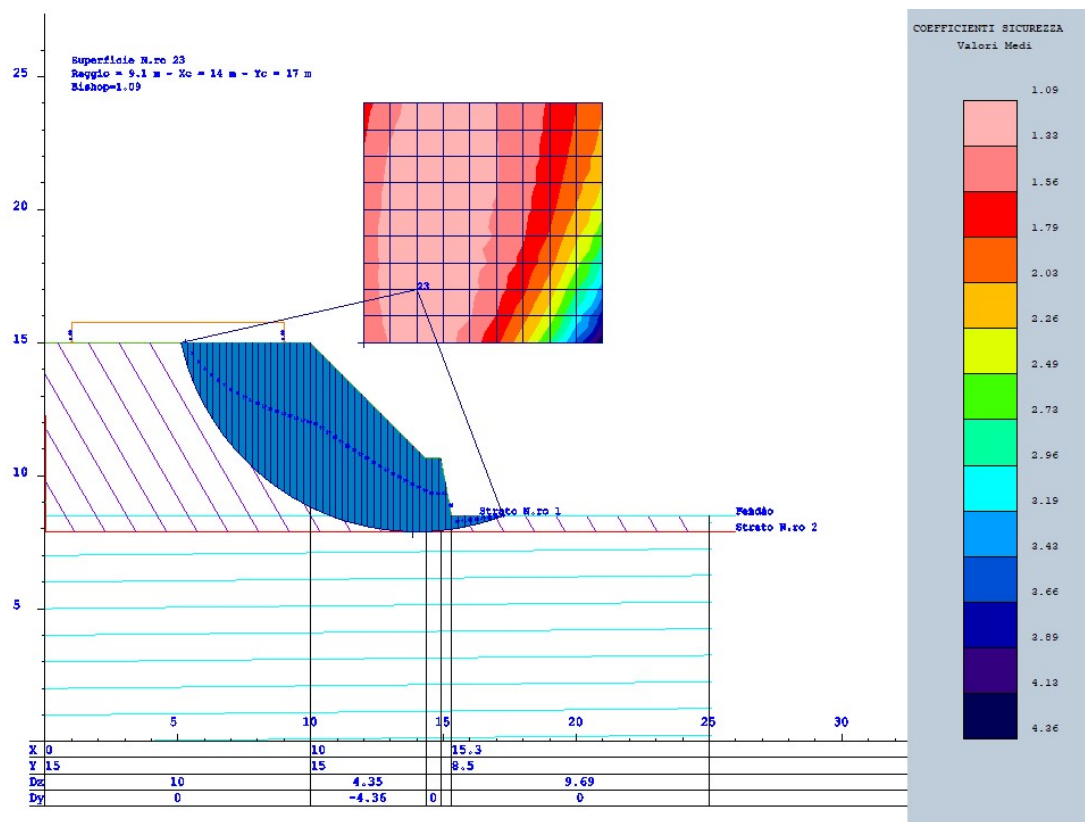 Superficie N.ro 23
Raggio = 9.1 m - Xc = 14 m - Yc = 17 m
Bishop=1.09
COEFFICIENTI SICUREZZA
Valori Medi
1.09
1.33
1.56
1.79
2.03
2.26
2.49
2.73
2.96
3.19
3.43
3.66
3.89
4.13
4.36
25
20
15
10
5
23
Strato N.ro 1
Strato N.ro 2
5 10 15 20 25 30
X 0 10 15.3
Y 15 15 8.5
10 4.35 9.69
Dy 0 -4.36 0 0